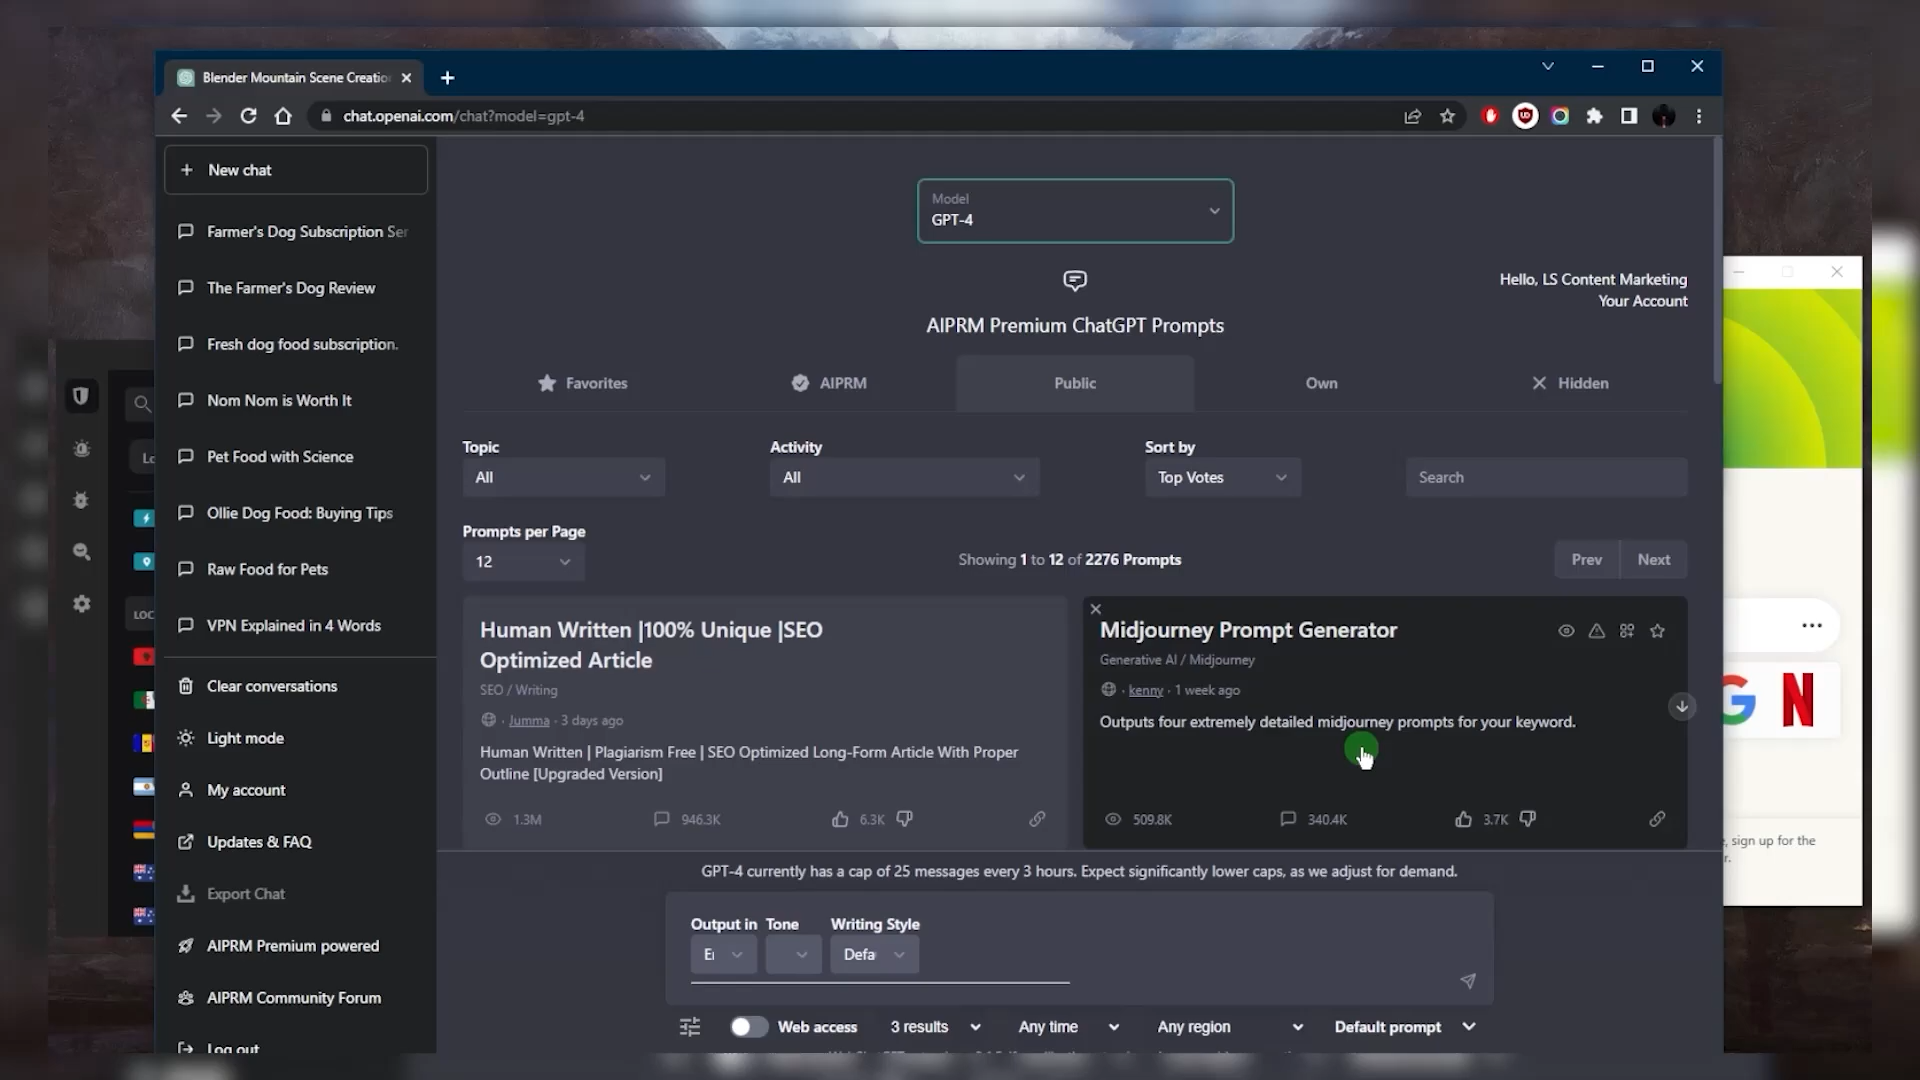 Blender Mountain Scene Creatio
chat.openai.com/chat?model=gpt-4
New chat
Farmer's Dog Subscription Ser
The Farmer's Dog Review
Fresh dog food subscription.
Nom Nom is Worth It
Pet Food with Science
Ollie Dog Food: Buying Tips
Raw Food for Pets
VPN Explained in 4 Words
Clear conversations
Light mode
My account
Updates & FAQ
Export Chat
AIPRM Premium powered
AIPRM Community Forum
Log out
Model
GPT-4
Hello, LS Content Marketing
Your Account
AIPRM Premium ChatGPT Prompts
Favorites
AIPRM
Public
Own
Hidden
Topic
All
Activity
All
Sort by
Top Votes
Search
Prompts per Page
12
Showing 1 to 12 of 2276 Prompts
Prev
Next
Human Written |100% Unique |SEO
Optimized Article
SEO / Writing
· Jumma · 3 days ago
Human Written | Plagiarism Free | SEO Optimized Long-Form Article With Proper
Outline [Upgraded Version]
1.3M
946.3K
6.3K
Midjourney Prompt Generator
Generative AI / Midjourney
· kenny · 1 week ago
Outputs four extremely detailed midjourney prompts for your keyword.
509.8K
340.4K
3.7K
GPT-4 currently has a cap of 25 messages every 3 hours. Expect significantly lower caps, as we adjust for demand.
Output in
Tone
Writing Style
Defa
Web access
3 results
Any time
Any region
Default prompt
Lo
LOC
, sign up for the
r.